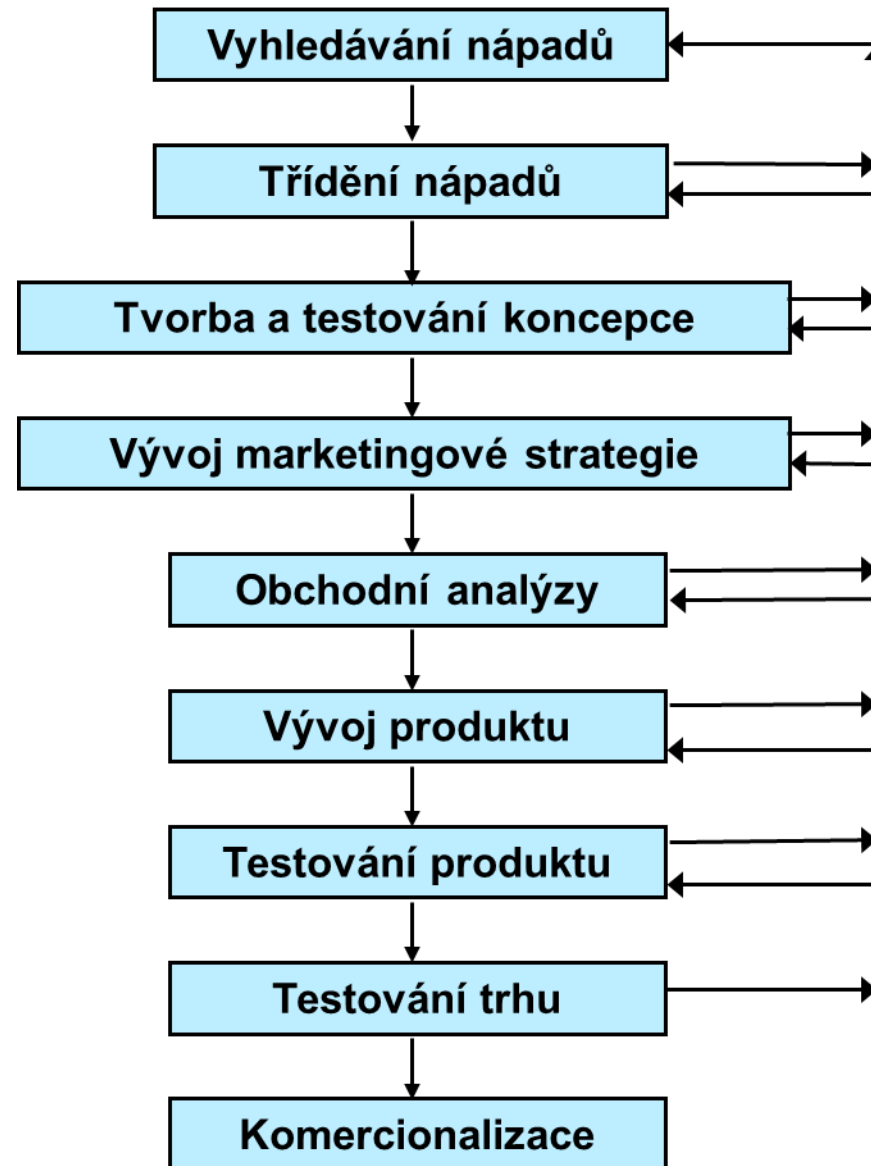 Vyhledávání nápadů
Třídění nápadů
Tvorba a testování koncepce
Vývoj marketingové strategie
Obchodní analýzy
Vývoj produktu
Testování produktu
Testování trhu
Komercionalizace